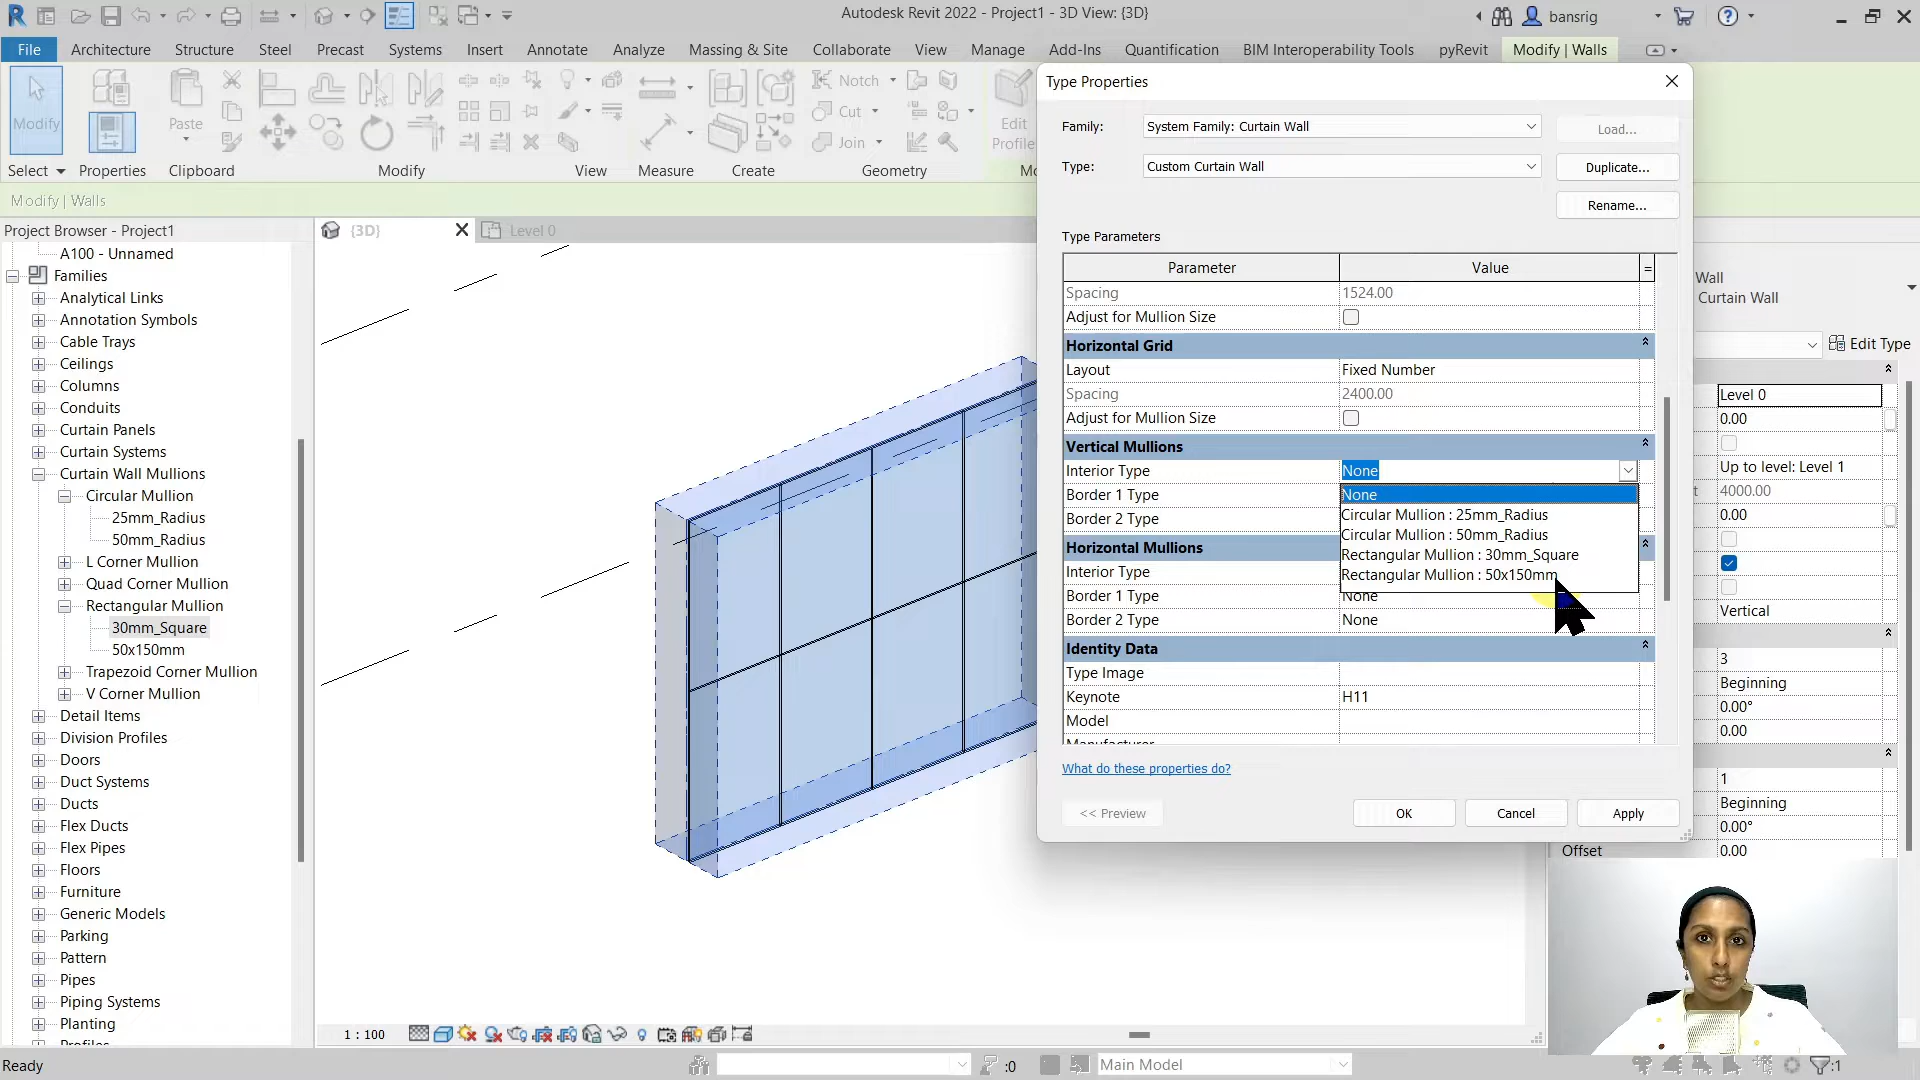 Autodesk Revit 2022 - Project1 - 3D View: {3D}
bansrig
File
Architecture
Structure
Steel
Precast
Systems
Insert
Annotate
Analyze
Massing & Site
Collaborate
View
Manage
Add-Ins
Quantification
BIM Interoperability Tools
pyRevit
Modify | Walls
Modify
Paste
Notch
Cut
Join
Edit
Profile
Select
Properties
Clipboard
Modify
View
Measure
Create
Geometry
Modify | Walls
Project Browser - Project1
A100 - Unnamed
Families
Analytical Links
Annotation Symbols
Cable Trays
Ceilings
Columns
Conduits
Curtain Panels
Curtain Systems
Curtain Wall Mullions
Circular Mullion
25mm_Radius
50mm_Radius
L Corner Mullion
Quad Corner Mullion
Rectangular Mullion
30mm_Square
50x150mm
Trapezoid Corner Mullion
V Corner Mullion
Detail Items
Division Profiles
Doors
Duct Systems
Ducts
Flex Ducts
Flex Pipes
Floors
Furniture
Generic Models
Parking
Pattern
Pipes
Piping Systems
Planting
{3D}
Level 0
Type Properties
Family:
System Family: Curtain Wall
Load...
Type:
Custom Curtain Wall
Duplicate...
Rename...
Type Parameters
Parameter
Value
=
Spacing
1524.00
Adjust for Mullion Size
Horizontal Grid
Layout
Fixed Number
Spacing
2400.00
Adjust for Mullion Size
Vertical Mullions
Interior Type
None
Border 1 Type
None
Circular Mullion : 25mm_Radius
Border 2 Type
Circular Mullion : 50mm_Radius
Horizontal Mullions
Rectangular Mullion : 30mm_Square
Interior Type
Rectangular Mullion : 50x150mm
Border 1 Type
None
Border 2 Type
None
Identity Data
Type Image
Keynote
H11
Model
Manufacturer
What do these properties do?
<< Preview
OK
Cancel
Apply
Wall
Curtain Wall
Edit Type
Level 0
0.00
Up to level: Level 1
4000.00
0.00
Vertical
3
Beginning
0.00°
0.00
1
Beginning
0.00°
Offset
0.00
1 : 100
Ready
:0
Main Model
:1